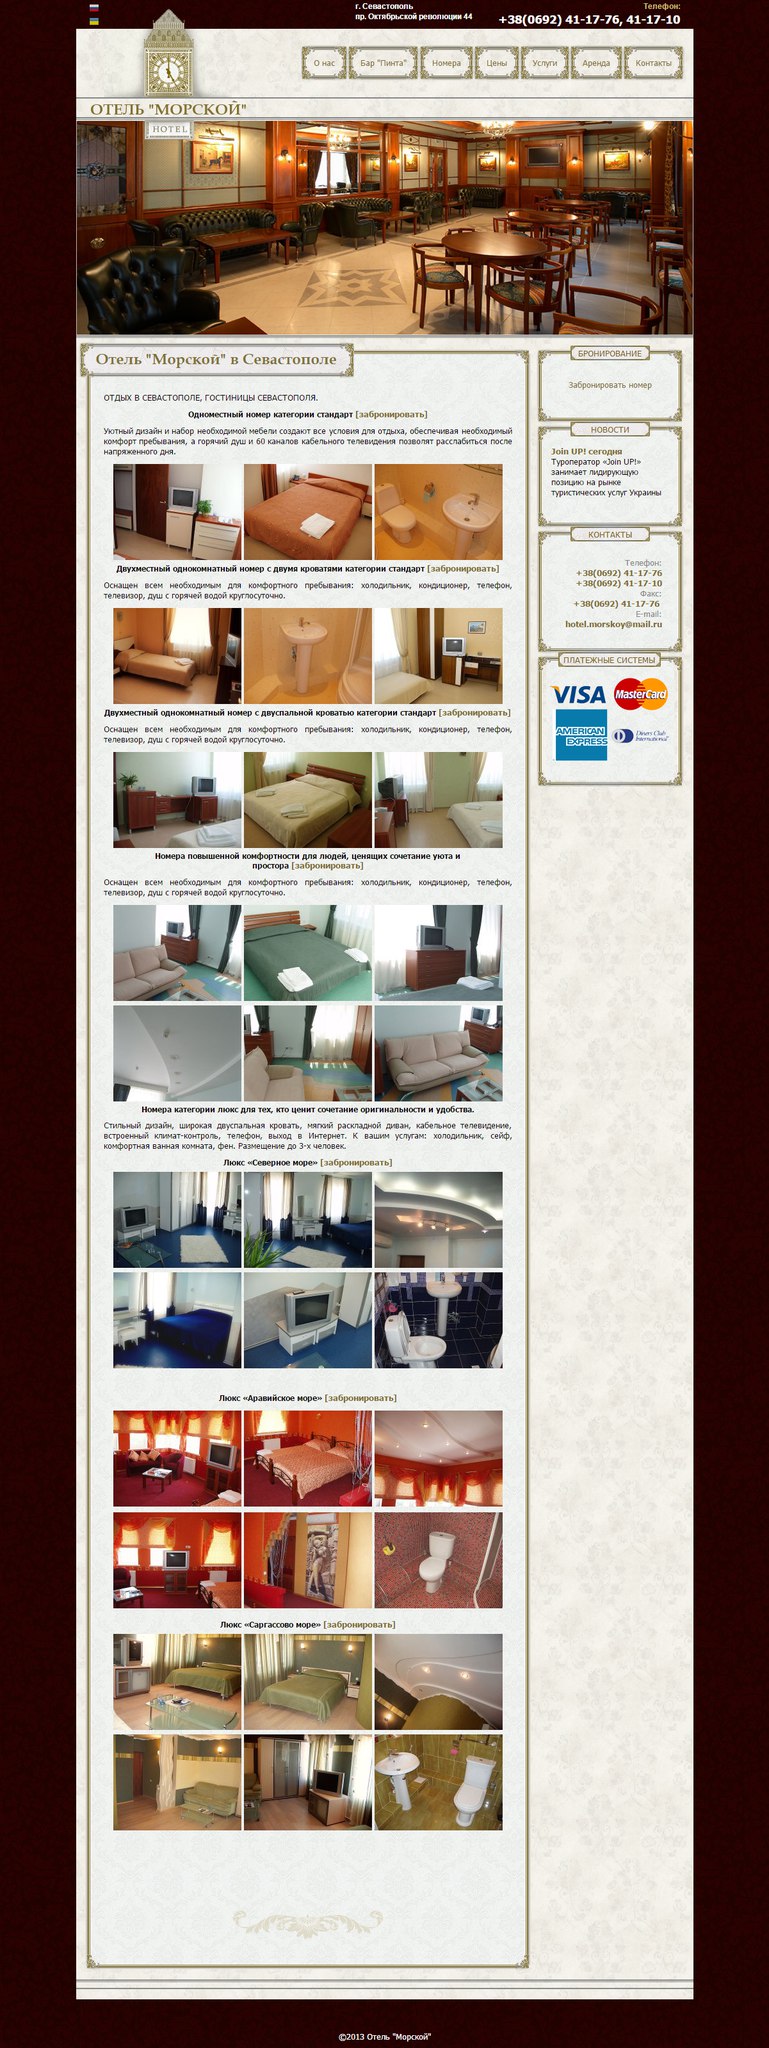 г. Севастополь
пр. Октябрьской революции 44
Телефон:
+38(0692) 41-17-76, 41-17-10
О нас
Бар "Пинта"
Номера
Цены
Услуги
Аренда
Контакты
ОТЕЛЬ "МОРСКОЙ"
HOTEL
Отель "Морской" в Севастополе
ОТДЫХ В СЕВАСТОПОЛЕ, ГОСТИНИЦЫ СЕВАСТОПОЛЯ.
Одноместный номер категории стандарт [забронировать]
Уютный дизайн и набор необходимой мебели создают все условия для отдыха, обеспечивая необходимый
комфорт пребывания, а горячий душ и 60 каналов кабельного телевидения позволят расслабиться после
напряженного дня.
Двухместный однокомнатный номер с двумя кроватями категории стандарт [забронировать]
Оснащен всем необходимым для комфортного пребывания: холодильник, кондиционер, телефон,
телевизор, душ с горячей водой круглосуточно.
Двухместный однокомнатный номер с двуспальной кроватью категории стандарт [забронировать]
Оснащен всем необходимым для комфортного пребывания: холодильник, кондиционер, телефон,
телевизор, душ с горячей водой круглосуточно.
Номера повышенной комфортности для людей, ценящих сочетание уюта и
простора [забронировать]
Оснащен всем необходимым для комфортного пребывания: холодильник, кондиционер, телефон,
телевизор, душ с горячей водой круглосуточно.
Номера категории люкс для тех, кто ценит сочетание оригинальности и удобства.
Стильный дизайн, широкая двуспальная кровать, мягкий раскладной диван, кабельное телевидение,
встроенный климат-контроль, телефон, выход в Интернет. К вашим услугам: холодильник, сейф,
комфортная ванная комната, фен. Размещение до 3-х человек.
Люкс «Северное море» [забронировать]
Люкс «Аравийское море» [забронировать]
Люкс «Саргассово море» [забронировать]
БРОНИРОВАНИЕ
Забронировать номер
НОВОСТИ
Join UP! сегодня
Туроператор «Join UP!»
занимает лидирующую
позицию на рынке
туристических услуг Украины
КОНТАКТЫ
Телефон:
+38(0692) 41-17-76
+38(0692) 41-17-10
Факс:
+38(0692) 41-17-76
E-mail:
hotel.morskoy@mail.ru
ПЛАТЕЖНЫЕ СИСТЕМЫ
VISA
MasterCard
AMERICAN
EXPRESS
Diners Club
International
©2013 Отель "Морской"